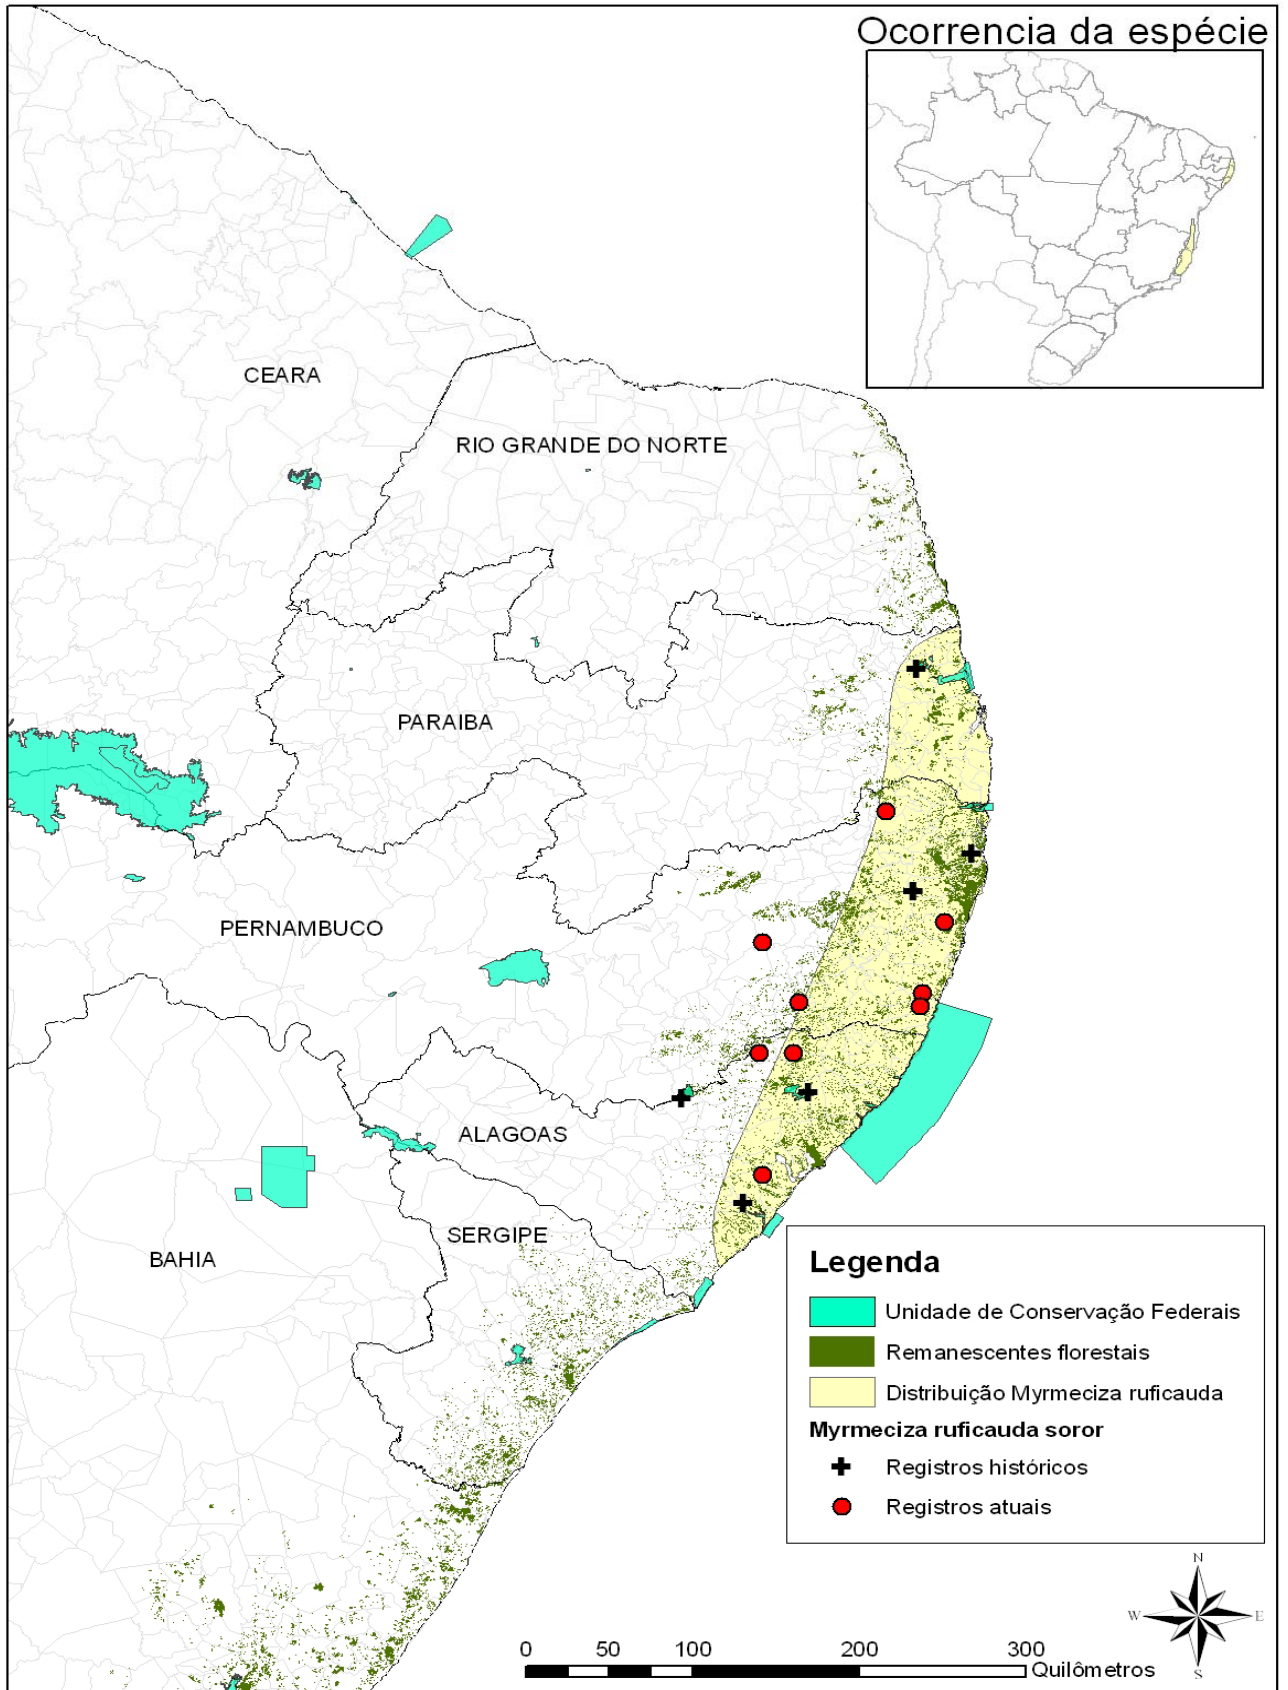 Ocorrencia da espécie
CEARA
RIO GRANDE DO NORTE
PARAIBA
PERNAMBUCO
ALAGOAS
SERGIPE
BAHIA
Legenda
Unidade de Conservação Federais
Remanescentes florestais
Distribuição Myrmeciza ruficauda
Myrmeciza ruficauda soror
Registros históricos
Registros atuais
N
W E
S
0 50 100 200 300
Quilômetros